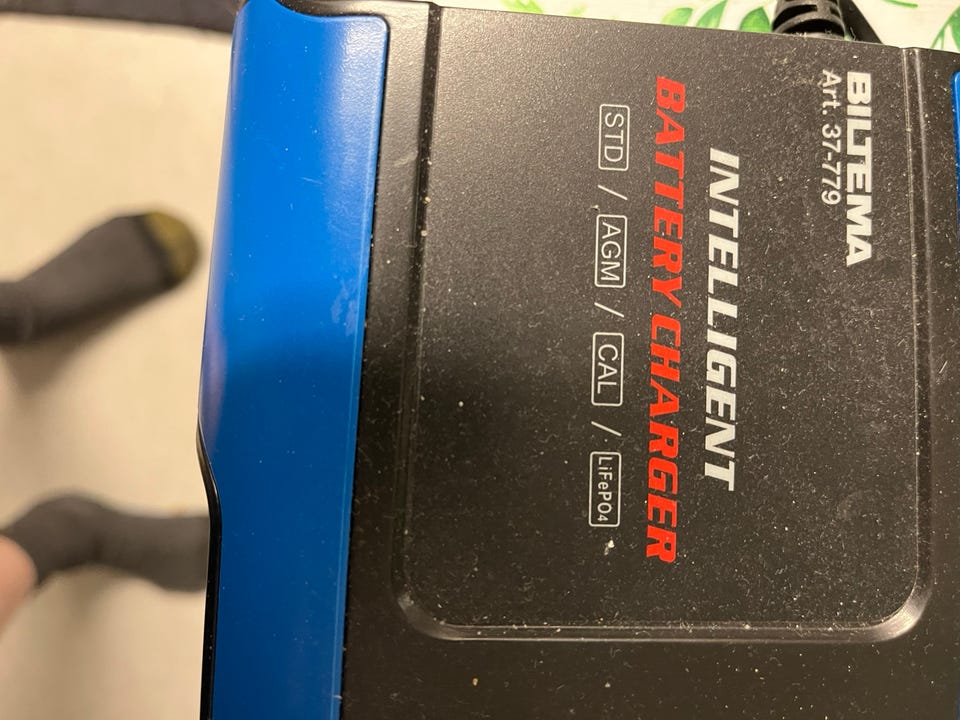 BILTEMA
Art. 37-779
INTELLIGENT
BATTERY CHARGER
STD / AGM / CAL / LiFePO4